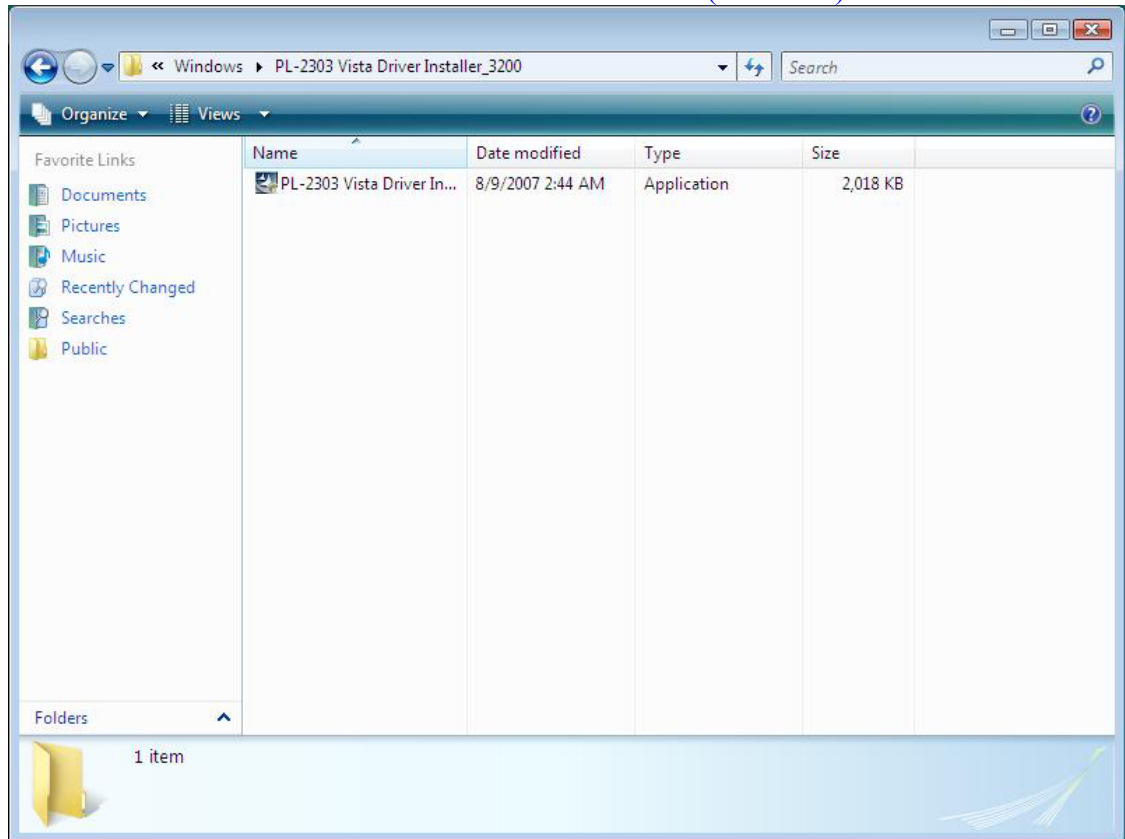 « Windows ▸ PL-2303 Vista Driver Installer_3200 Search
Organize Views
Favorite Links
Documents
Pictures
Music
Recently Changed
Searches
Public
Folders
Name Date modified Type Size
PL-2303 Vista Driver In... 8/9/2007 2:44 AM Application 2,018 KB
1 item